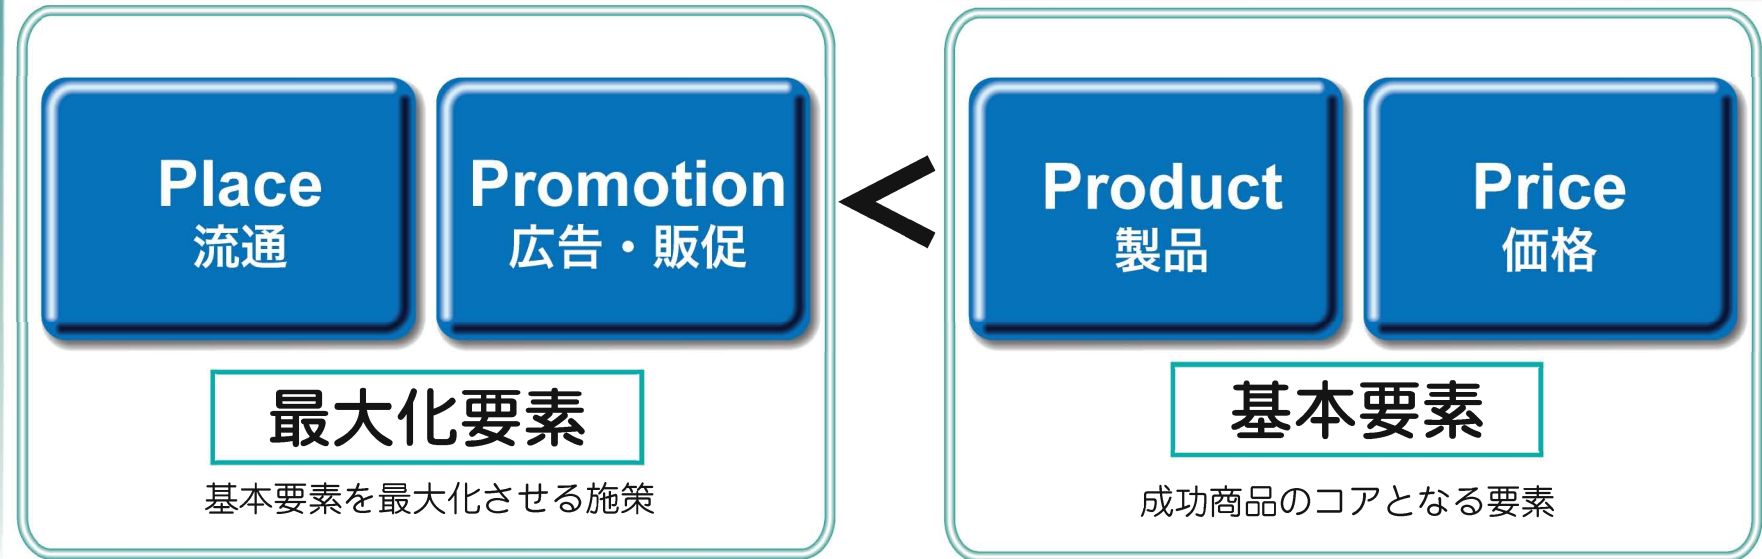 Place
流通
Promotion
広告・販促
最大化要素
基本要素を最大化させる施策
<
Product
製品
Price
価格
基本要素
成功商品のコアとなる要素